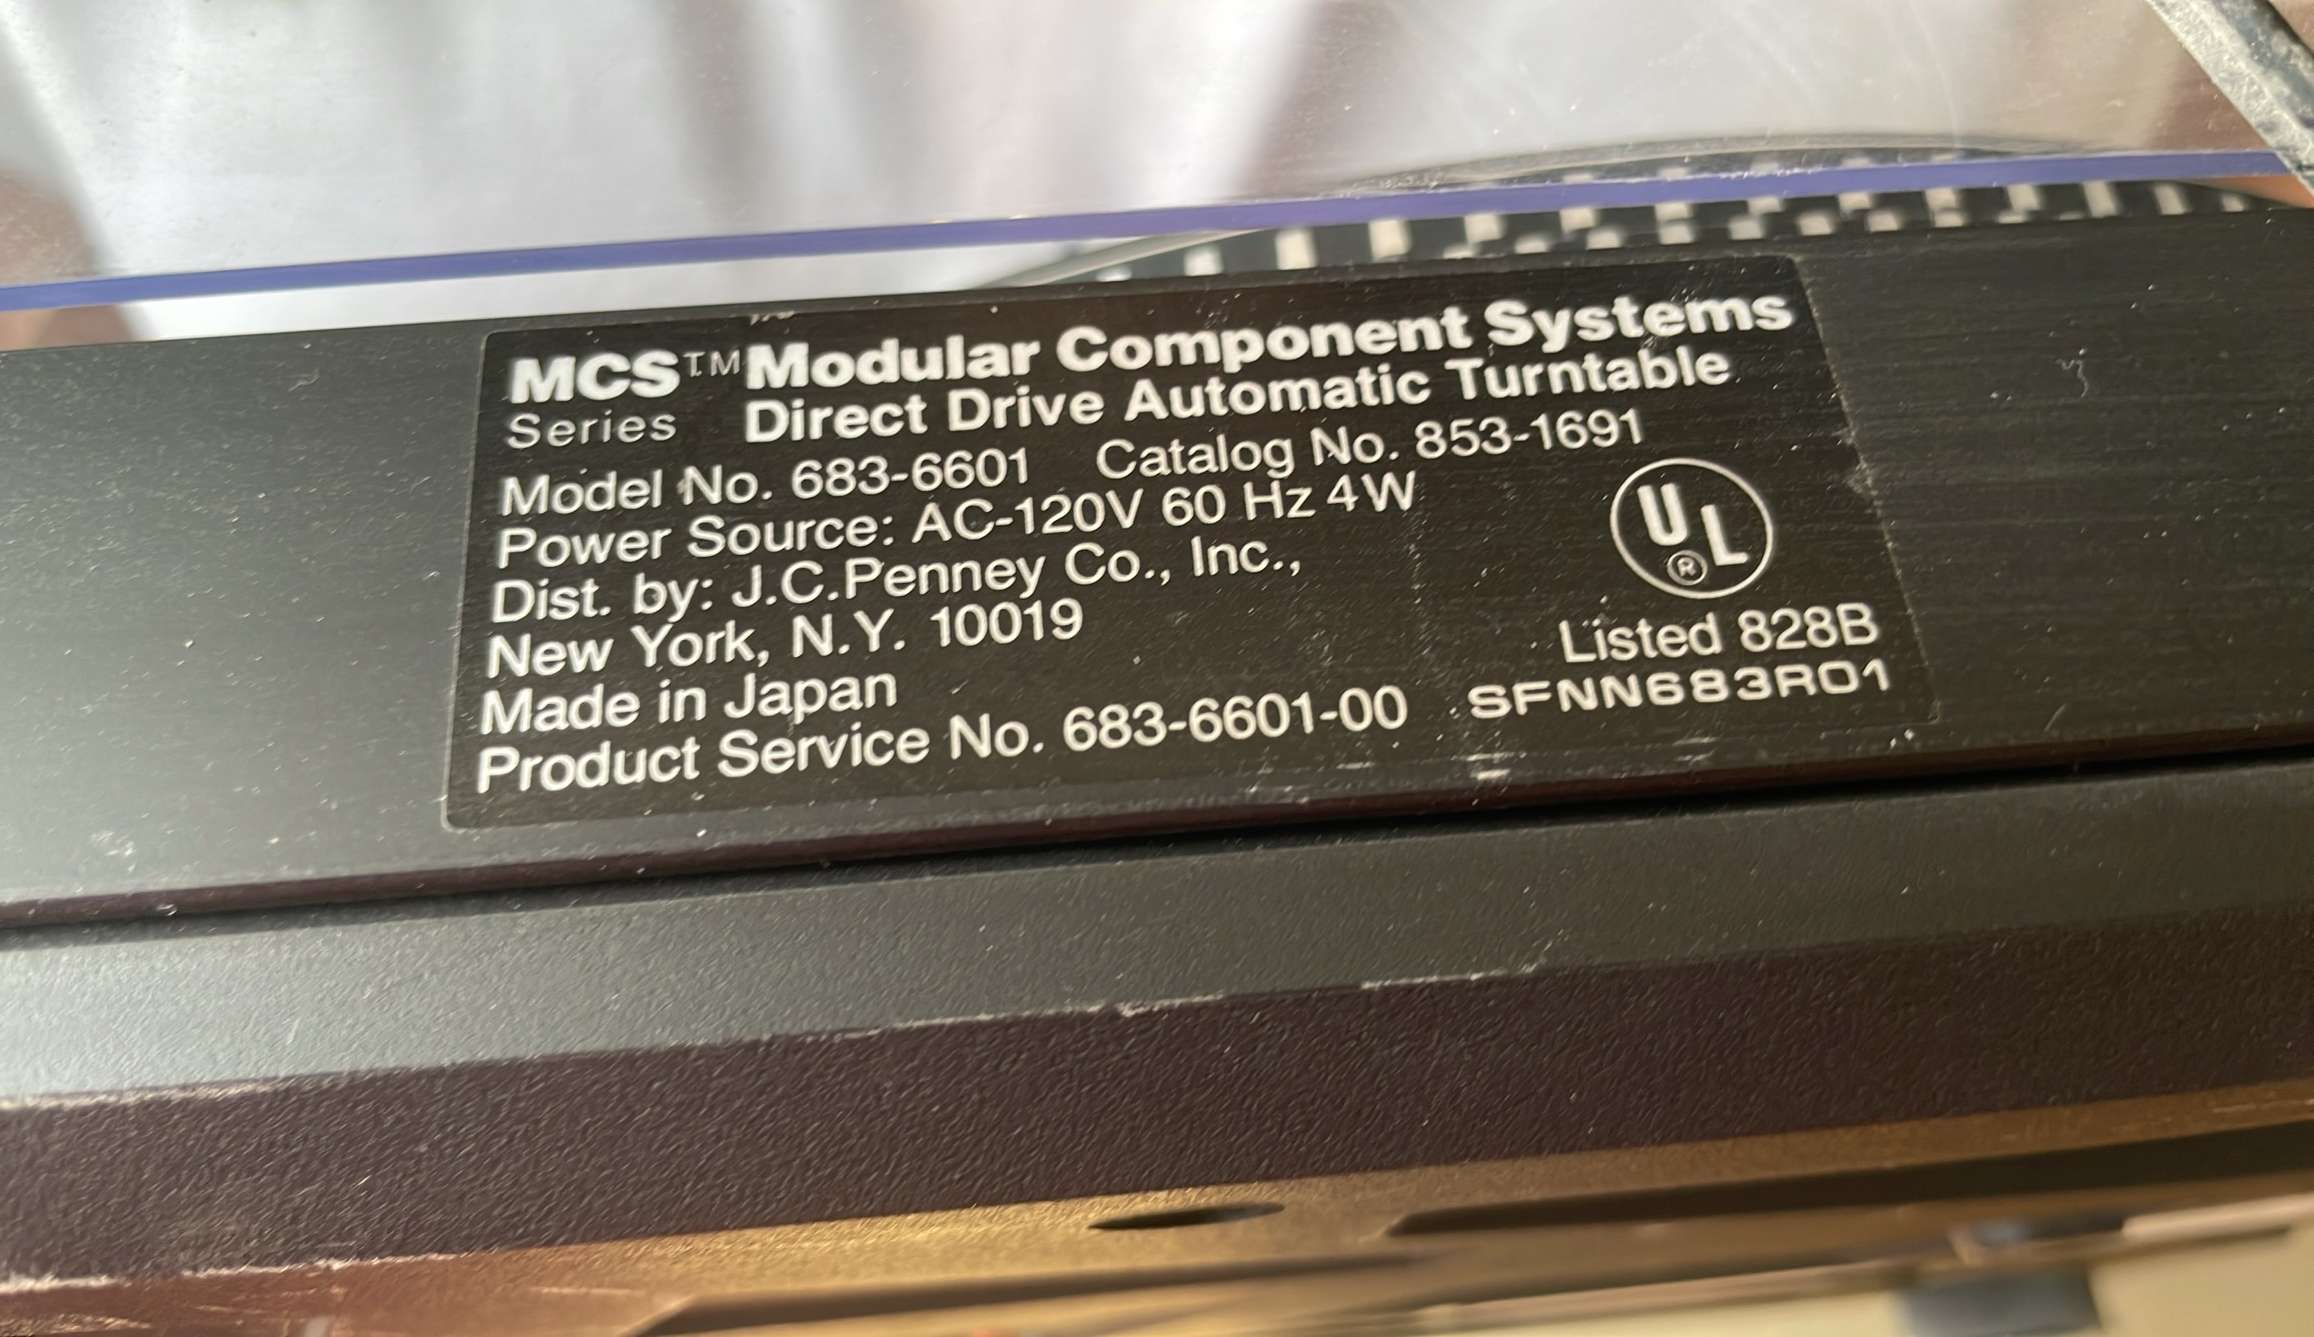 MCS™ Modular Component Systems
Series Direct Drive Automatic Turntable
Model No. 683-6601 Catalog No. 853-1691
Power Source: AC-120V 60 Hz 4W
Dist. by: J.C.Penney Co., Inc.,
New York, N.Y. 10019
Made in Japan
Product Service No. 683-6601-00
UL®
Listed 828B
SFNN683R01